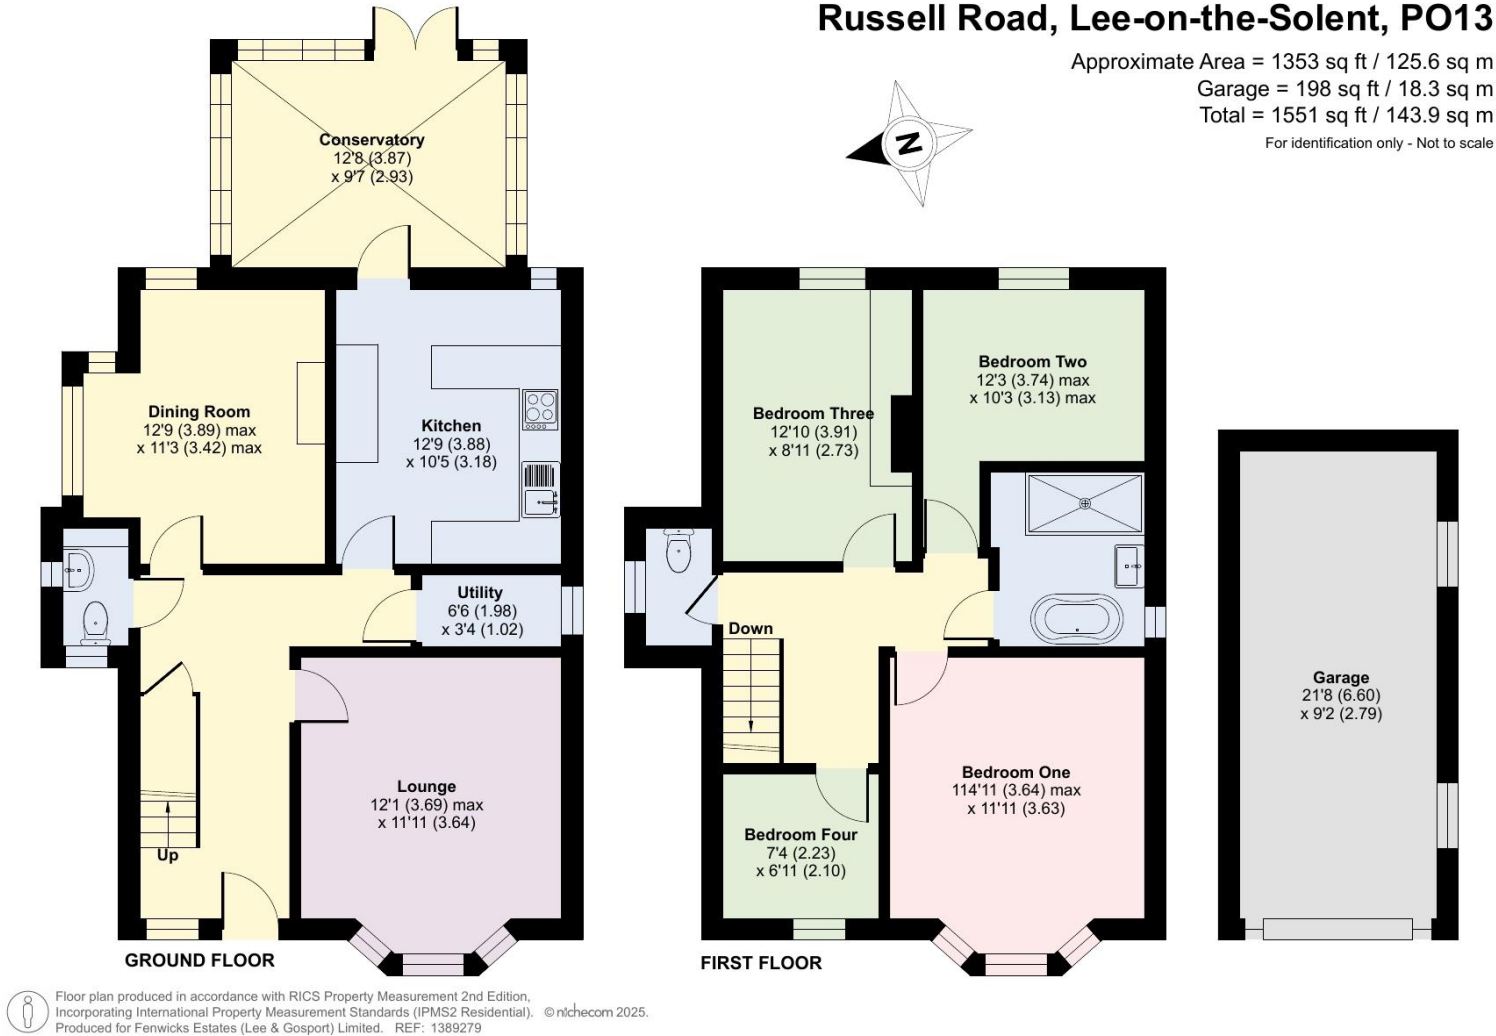 Russell Road, Lee-on-the-Solent, PO13
Approximate Area = 1353 sq ft / 125.6 sq m
Garage = 198 sq ft / 18.3 sq m
Total = 1551 sq ft / 143.9 sq m
For identification only - Not to scale
N
Conservatory
12'8 (3.87)
x 9'7 (2.93)
Dining Room
12'9 (3.89) max
x 11'3 (3.42) max
Kitchen
12'9 (3.88)
x 10'5 (3.18)
Utility
6'6 (1.98)
x 3'4 (1.02)
Lounge
12'1 (3.69) max
x 11'11 (3.64)
Up
GROUND FLOOR
Bedroom Three
12'10 (3.91)
x 8'11 (2.73)
Bedroom Two
12'3 (3.74) max
x 10'3 (3.13) max
Down
Bedroom One
114'11 (3.64) max
x 11'11 (3.63)
Bedroom Four
7'4 (2.23)
x 6'11 (2.10)
FIRST FLOOR
Garage
21'8 (6.60)
x 9'2 (2.79)
Floor plan produced in accordance with RICS Property Measurement 2nd Edition,
Incorporating International Property Measurement Standards (IPMS2 Residential). © nichecom 2025.
Produced for Fenwicks Estates (Lee & Gosport) Limited. REF: 1389279